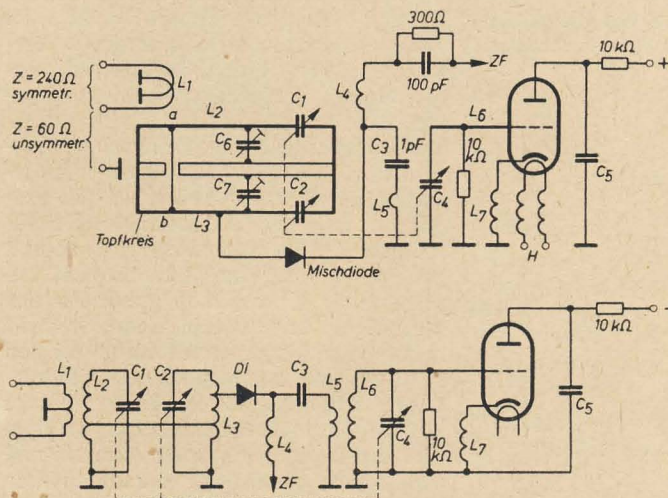 300Ω
100 pF
ZF
10 kΩ
+
Z = 240 Ω
symmetr.
L1
Z = 60 Ω
unsymmetr.
a
L2
C1
C6
C7
C2
b
L3
Topfkreis
Mischdiode
L4
C3
1pF
L5
C4
L6
10
kΩ
L7
H
C5
L1
L2
C1
C2
L3
Di
C3
L4
ZF
L5
L6
C4
10
kΩ
L7
C5
10 kΩ